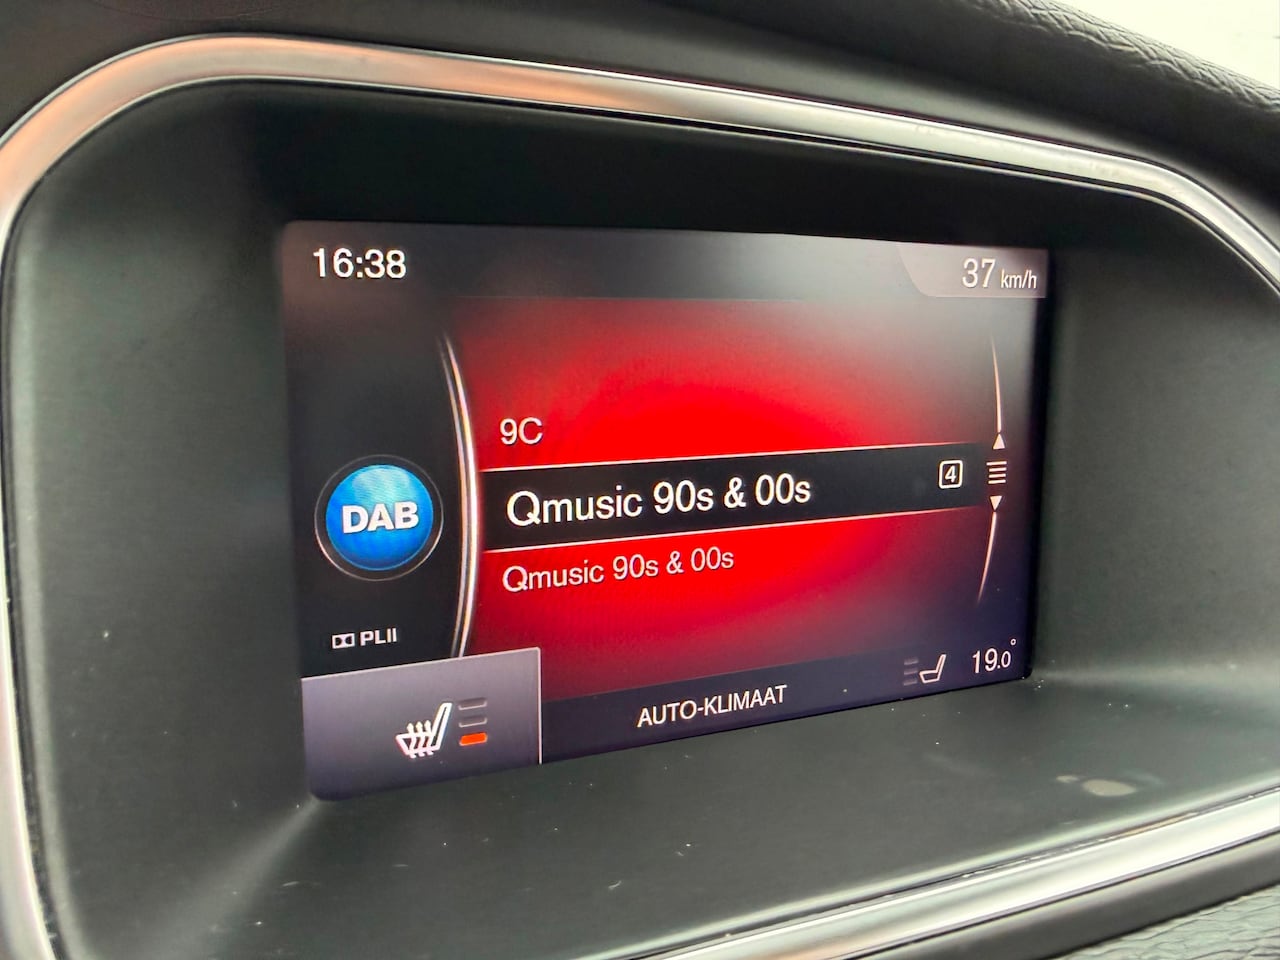 16:38
37 km/h
9C
Qmusic 90s & 00s 4
DAB
Qmusic 90s & 00s
PLII
19.0°
AUTO-KLIMAAT